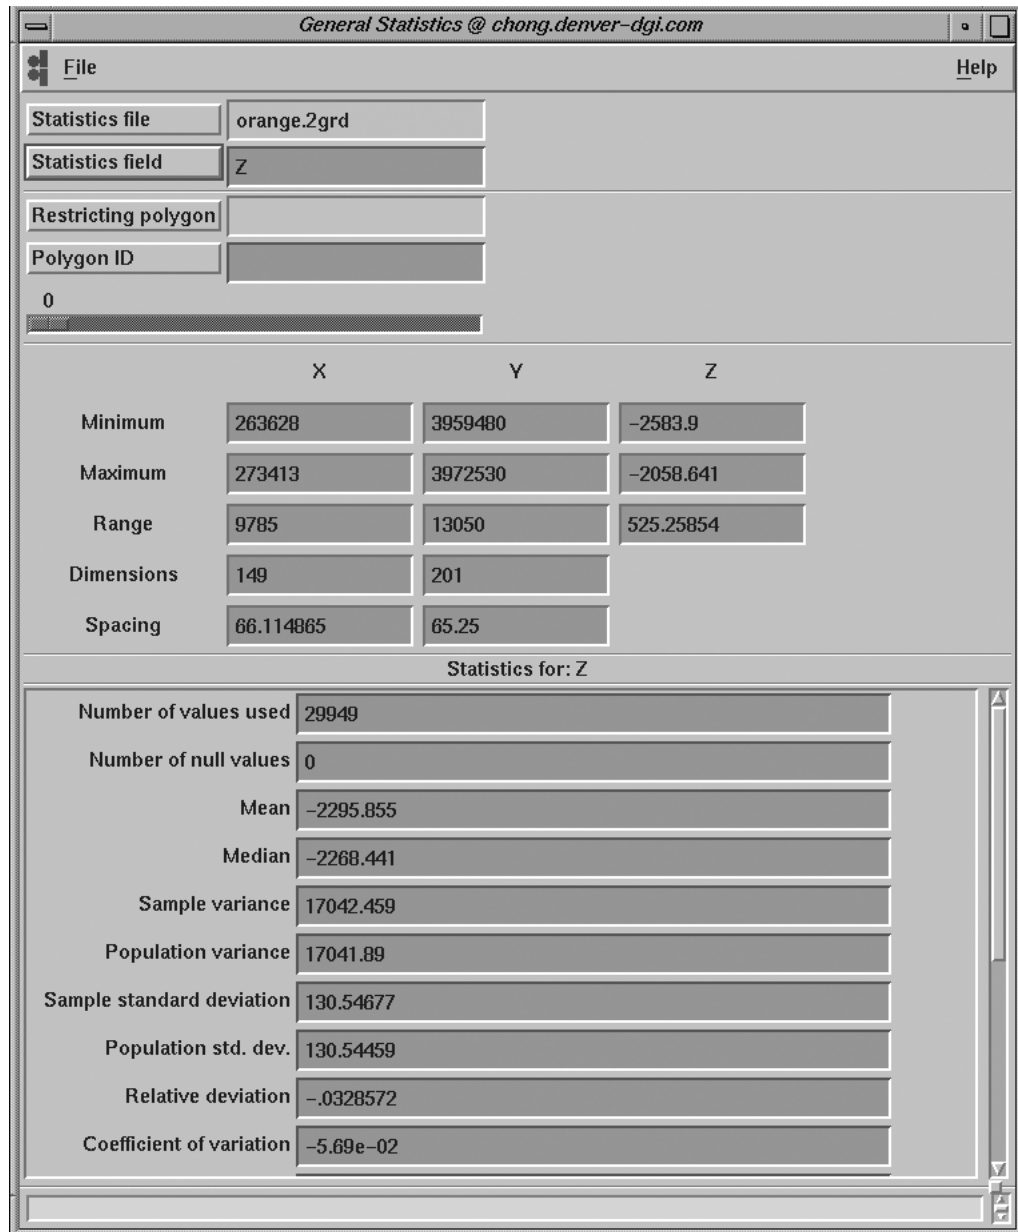 General Statistics @ chong.denver-dgi.com
File Help
Statistics file orange.2grd
Statistics field Z
Restricting polygon
Polygon ID
0
X Y Z
Minimum 263628 3959480 -2583.9
Maximum 273413 3972530 -2058.641
Range 9785 13050 525.25854
Dimensions 149 201
Spacing 66.114865 65.25
Statistics for: Z
Number of values used 29949
Number of null values 0
Mean -2295.855
Median -2268.441
Sample variance 17042.459
Population variance 17041.89
Sample standard deviation 130.54677
Population std. dev. 130.54459
Relative deviation -.0328572
Coefficient of variation -5.69e-02